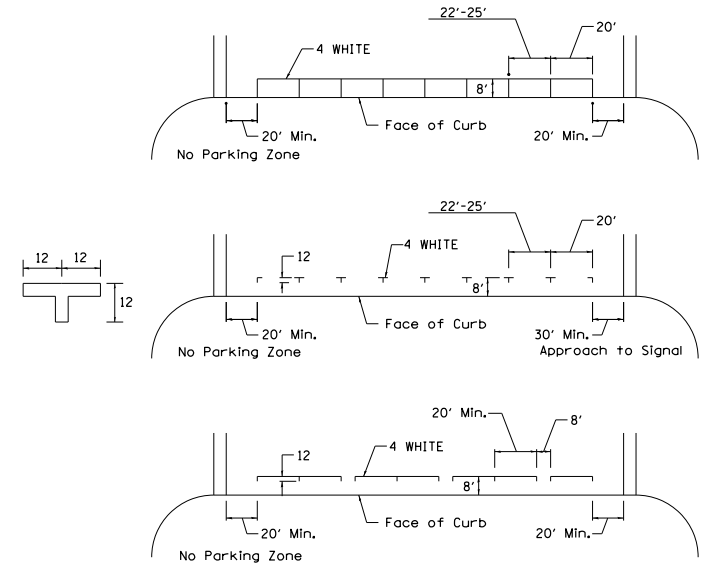 22'-25'
20'
4 WHITE
8'
Face of Curb
20' Min.
20' Min.
No Parking Zone
22'-25'
20'
12
4 WHITE
12 12
12
8'
Face of Curb
20' Min.
30' Min.
No Parking Zone
Approach to Signal
20' Min.
8'
4 WHITE
12
8'
Face of Curb
20' Min.
20' Min.
No Parking Zone